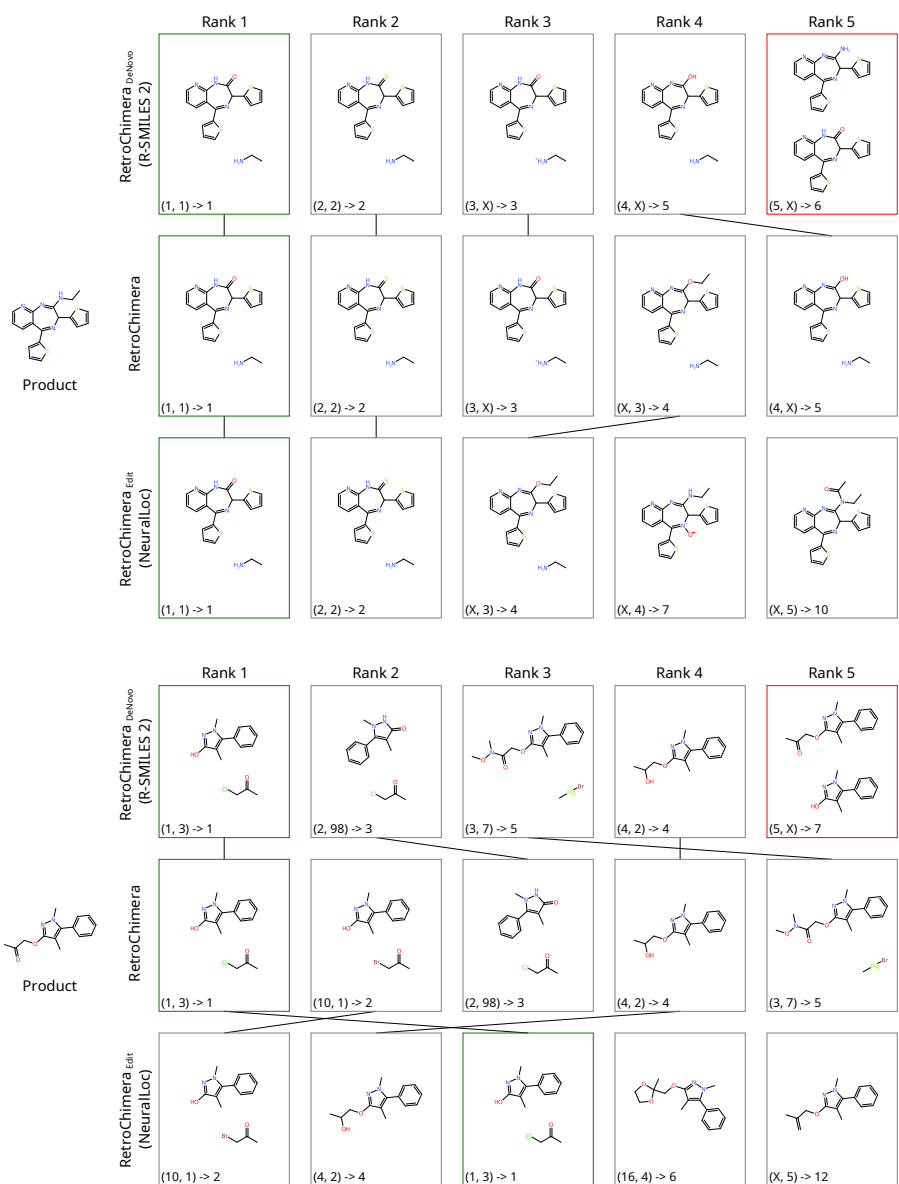 Rank 1 Rank 2 Rank 3 Rank 4 Rank 5
RetroChimera DeNovo
(R-SMILES 2)
(1, 1) -> 1 (2, 2) -> 2 (3, X) -> 3 (4, X) -> 5 (5, X) -> 6
RetroChimera
Product
(1, 1) -> 1 (2, 2) -> 2 (3, X) -> 3 (X, 3) -> 4 (4, X) -> 5
RetroChimera Edit
(NeuralLoc)
(1, 1) -> 1 (2, 2) -> 2 (X, 3) -> 4 (X, 4) -> 7 (X, 5) -> 10
Rank 1 Rank 2 Rank 3 Rank 4 Rank 5
RetroChimera DeNovo
(R-SMILES 2)
(1, 3) -> 1 (2, 98) -> 3 (3, 7) -> 5 (4, 2) -> 4 (5, X) -> 7
RetroChimera
Product
(1, 3) -> 1 (10, 1) -> 2 (2, 98) -> 3 (4, 2) -> 4 (3, 7) -> 5
RetroChimera Edit
(NeuralLoc)
(10, 1) -> 2 (4, 2) -> 4 (1, 3) -> 1 (16, 4) -> 6 (X, 5) -> 12